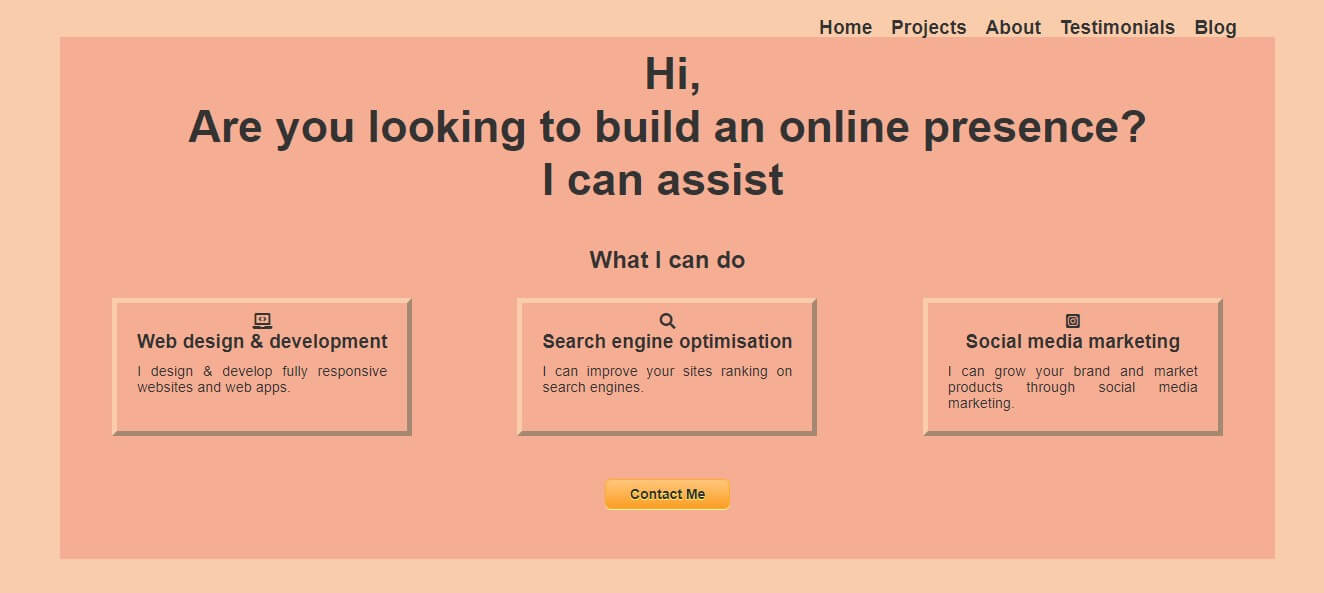 Home Projects About Testimonials Blog
Hi,
Are you looking to build an online presence?
I can assist
What I can do
Web design & development
I design & develop fully responsive
websites and web apps.
Search engine optimisation
I can improve your sites ranking on
search engines.
Social media marketing
I can grow your brand and market
products through social media
marketing.
Contact Me